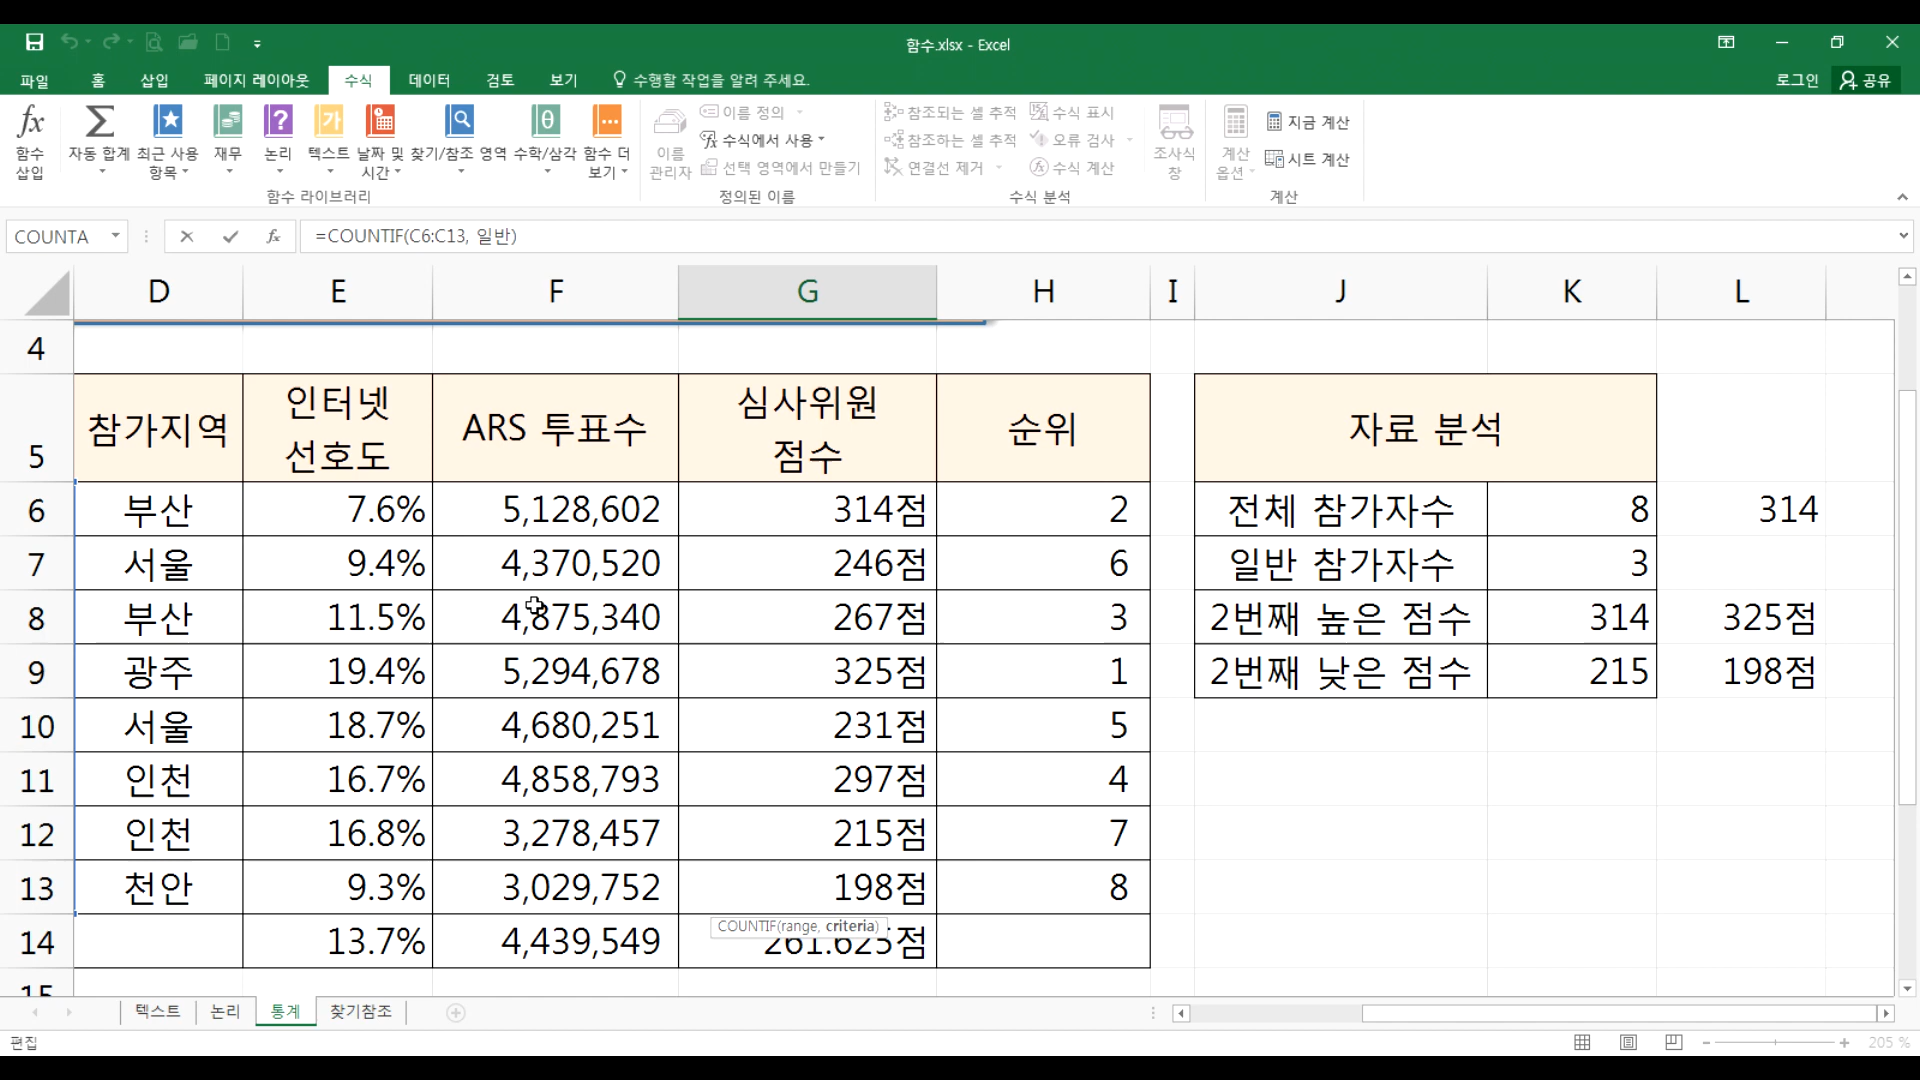 함수.xlsx - Excel
파일 홈 삽입 페이지 레이아웃 수식 데이터 검토 보기 수행할 작업을 알려 주세요. 로그인 공유
fx 함수 삽입
자동 합계
최근 사용 항목
재무
논리
텍스트
날짜 및 시간
찾기/참조 영역
수학/삼각
함수 더 보기
함수 라이브러리
이름 관리자
이름 정의
수식에서 사용
선택 영역에서 만들기
정의된 이름
참조되는 셀 추적
참조하는 셀 추적
연결선 제거
수식 표시
오류 검사
수식 계산
수식 분석
조사식 창
계산 옵션
지금 계산
시트 계산
계산
COUNTA fx =COUNTIF(C6:C13, 일반)
D E F G H I J K L
4
5 참가지역 인터넷 선호도 ARS 투표수 심사위원 점수 순위 자료 분석
6 부산 7.6% 5,128,602 314점 2 전체 참가자수 8 314
7 서울 9.4% 4,370,520 246점 6 일반 참가자수 3
8 부산 11.5% 4,875,340 267점 3 2번째 높은 점수 314 325점
9 광주 19.4% 5,294,678 325점 1 2번째 낮은 점수 215 198점
10 서울 18.7% 4,680,251 231점 5
11 인천 16.7% 4,858,793 297점 4
12 인천 16.8% 3,278,457 215점 7
13 천안 9.3% 3,029,752 198점 8
COUNTIF(range, criteria)
14 13.7% 4,439,549 261.625점
15
텍스트 논리 통계 찾기참조
편집 205 %